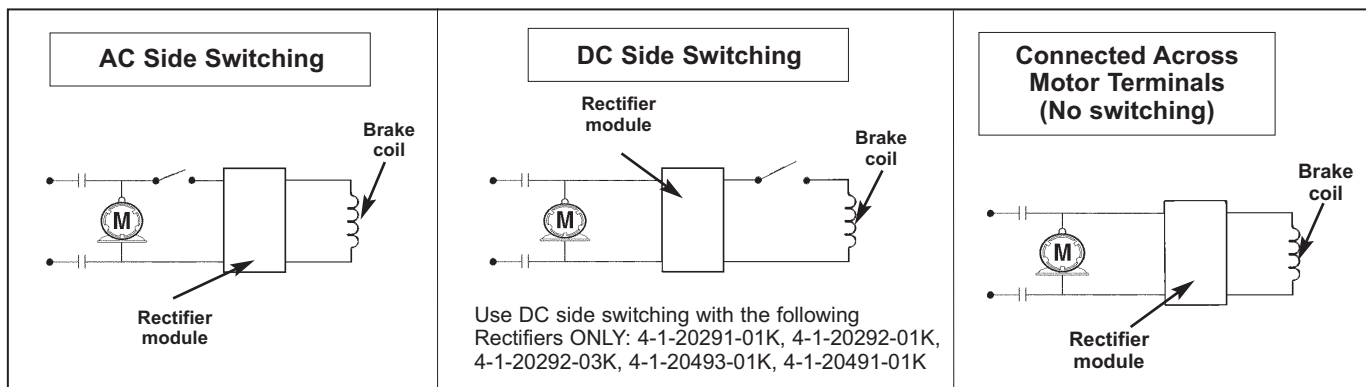 AC Side Switching
Brake
coil
M
Rectifier
module
DC Side Switching
Rectifier
module
Brake
coil
M
Use DC side switching with the following
Rectifiers ONLY: 4-1-20291-01K, 4-1-20292-01K,
4-1-20292-03K, 4-1-20493-01K, 4-1-20491-01K
Connected Across
Motor Terminals
(No switching)
Brake
coil
M
Rectifier
module